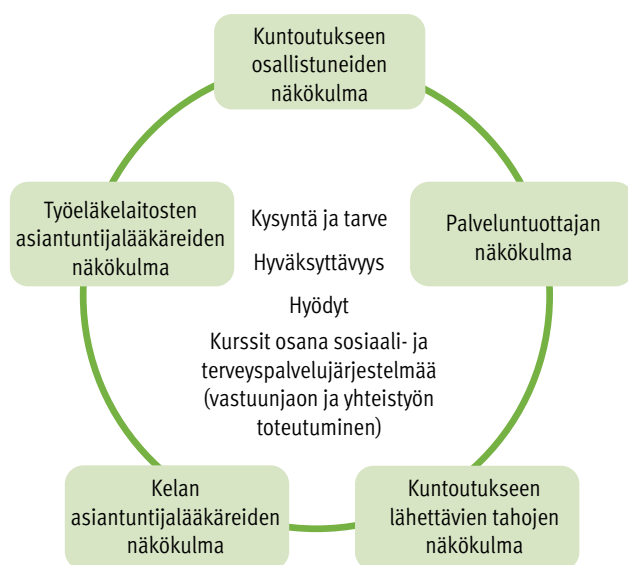 Kuntoutukseen
osallistuneiden
näkökulma
Työeläkelaitosten
asiantuntijalääkäreiden
näkökulma
Kysyntä ja tarve
Hyväksyttävyys
Hyödyt
Kurssit osana sosiaali- ja
terveyspalvelujärjestelmää
(vastuunjaon ja yhteistyön
toteutuminen)
Palveluntuottajan
näkökulma
Kelan
asiantuntijalääkäreiden
näkökulma
Kuntoutukseen
lähettävien tahojen
näkökulma